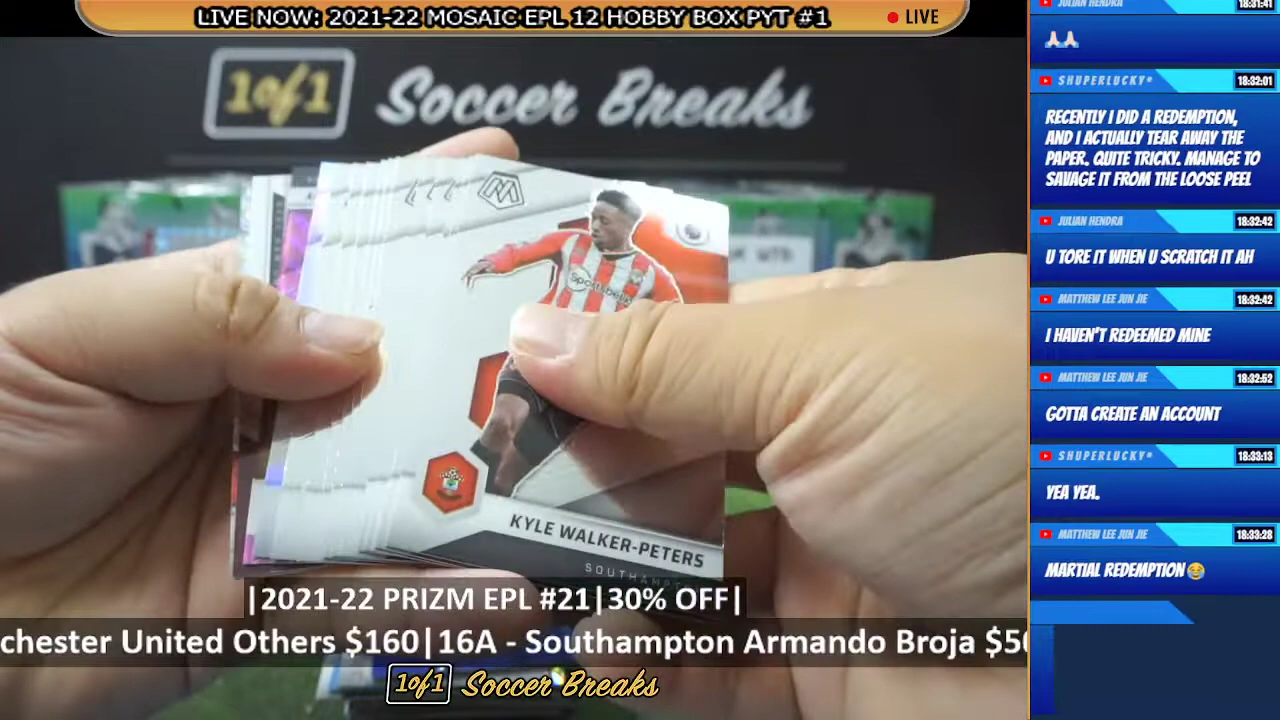 LIVE NOW: 2021-22 MOSAIC EPL 12 HOBBY BOX PYT #1
LIVE
1of1 Soccer Breaks
Sportsbet
KYLE WALKER-PETERS
|2021-22 PRIZM EPL #21|30% OFF|
chester United Others $160|16A - Southampton Armando Broja $50
1of1 Soccer Breaks
JULIAN HENDRA 18:31:41
🙏🏻🙏🏻
SHUPERLUCKY* 18:32:01
RECENTLY I DID A REDEMPTION,
AND I ACTUALLY TEAR AWAY THE
PAPER. QUITE TRICKY. MANAGE TO
SAVAGE IT FROM THE LOOSE PEEL
JULIAN HENDRA 18:32:42
U TORE IT WHEN U SCRATCH IT AH
MATTHEW LEE JUN JIE 18:32:42
I HAVEN'T REDEEMED MINE
MATTHEW LEE JUN JIE 18:32:52
GOTTA CREATE AN ACCOUNT
SHUPERLUCKY* 18:33:13
YEA YEA.
MATTHEW LEE JUN JIE 18:33:28
MARTIAL REDEMPTION😂